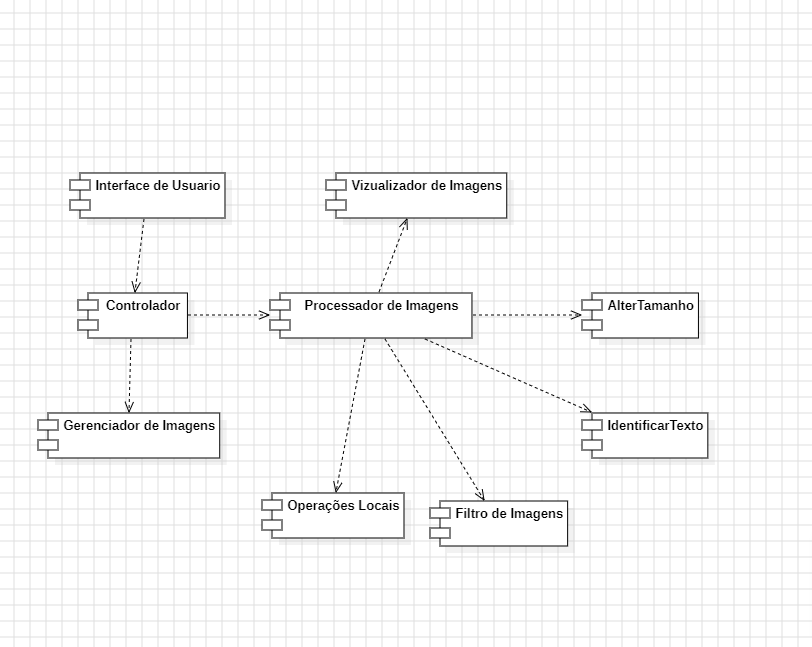 Interface de Usuario
Vizualizador de Imagens
Controlador
Processador de Imagens
AlterTamanho
Gerenciador de Imagens
IdentificarTexto
Operações Locais
Filtro de Imagens